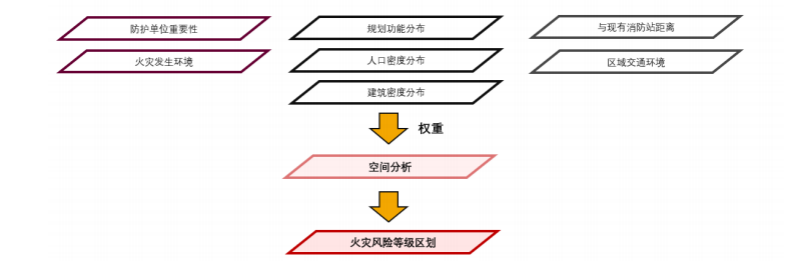 防护单位重要性
规划功能分布
与现有消防站距离
火灾发生环境
人口密度分布
区域交通环境
建筑密度分布
权重
空间分析
火灾风险等级区划